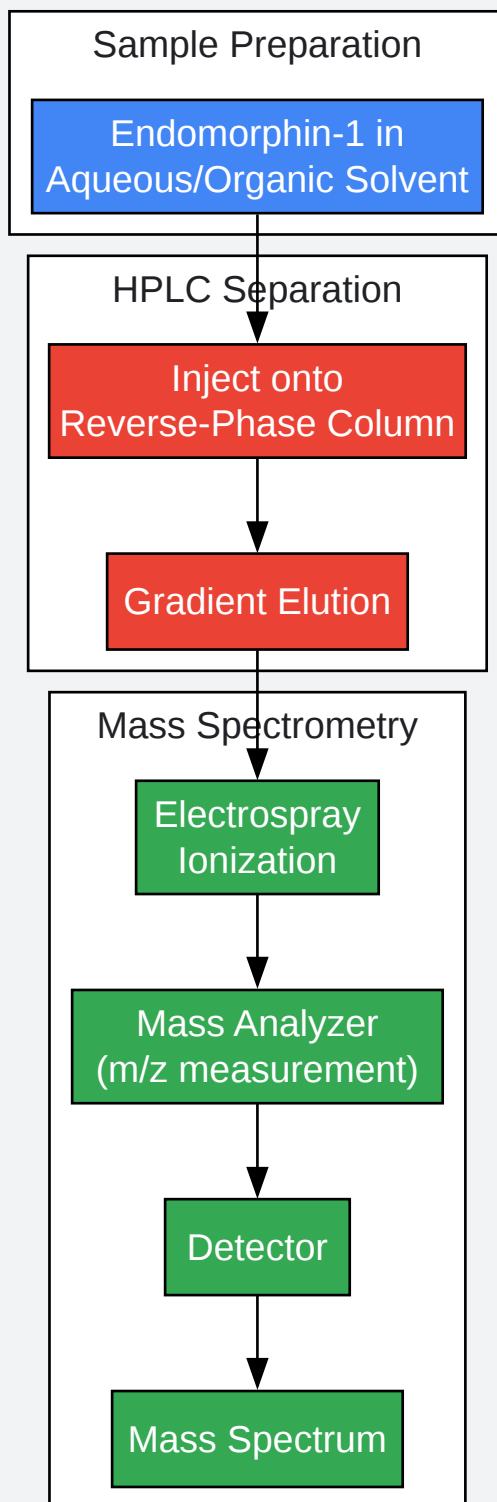 Sample Preparation
Endomorphin-1 in
Aqueous/Organic Solvent
HPLC Separation
Inject onto
Reverse-Phase Column
Gradient Elution
Mass Spectrometry
Electrospray
Ionization
Mass Analyzer
(m/z measurement)
Detector
Mass Spectrum